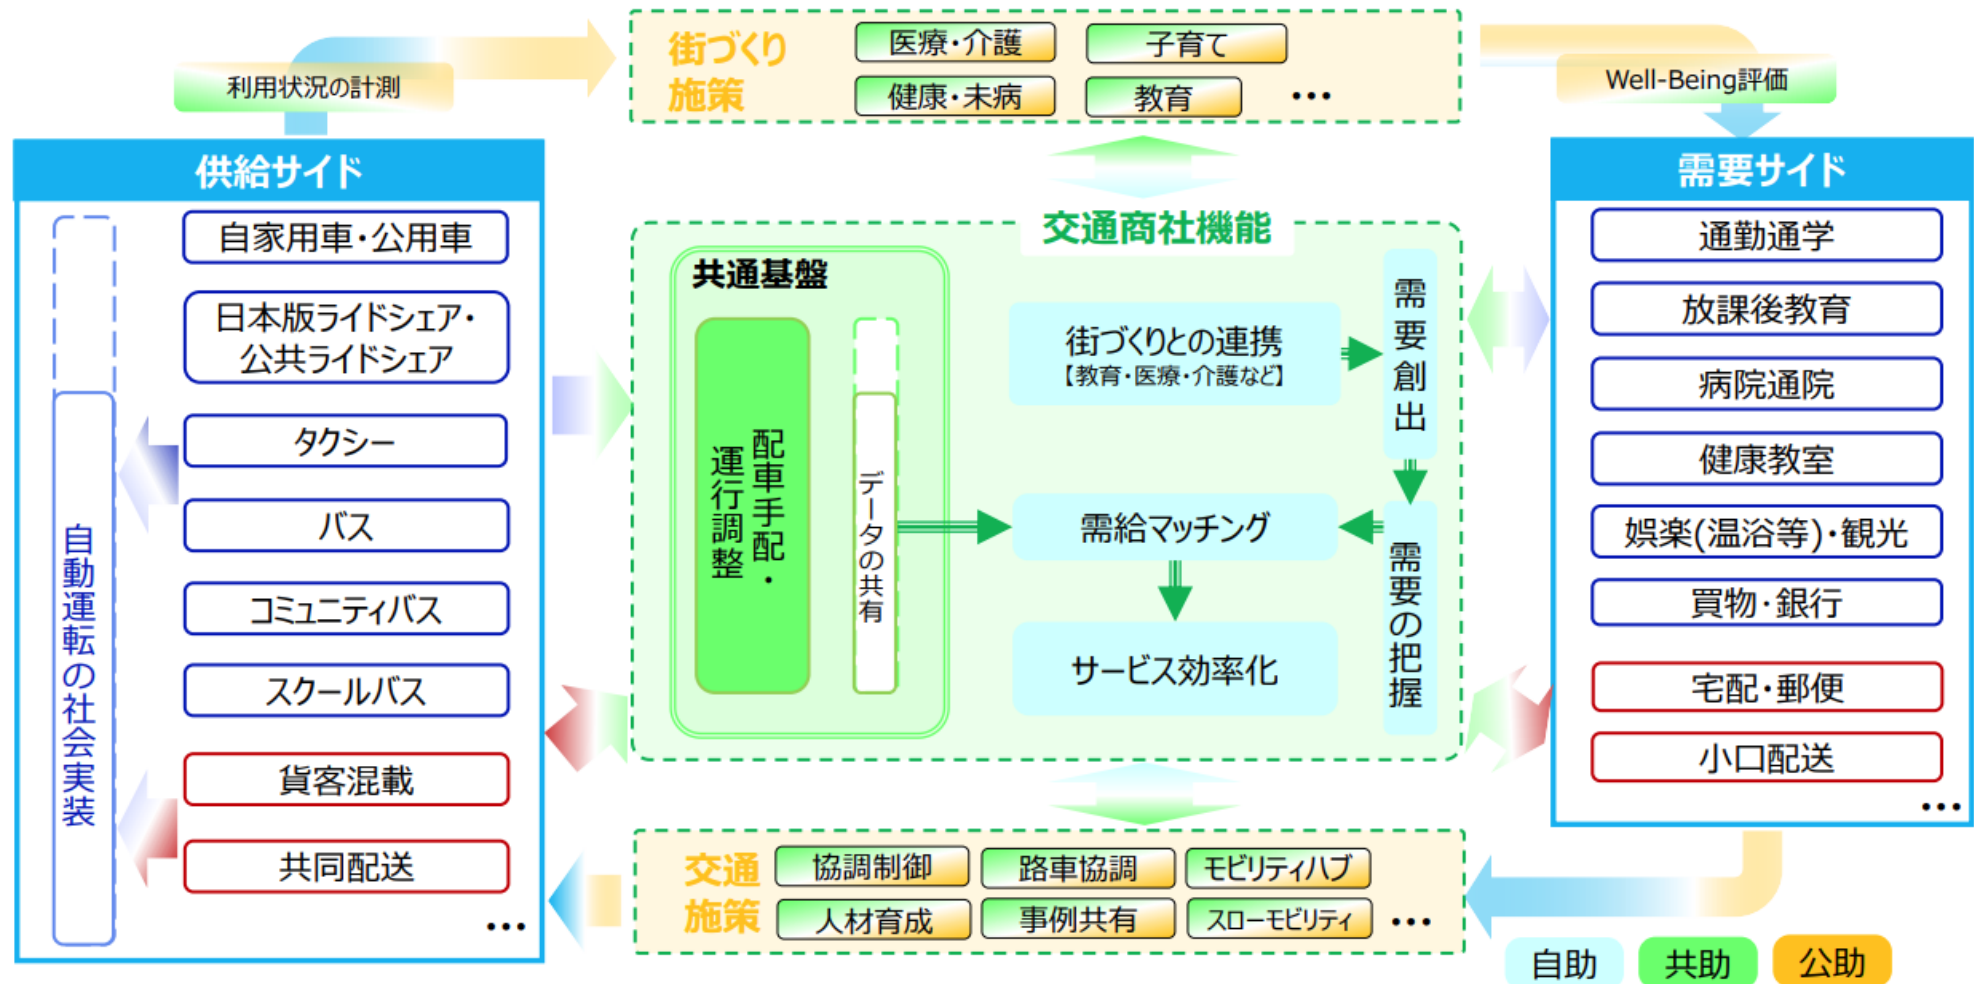 利用状況の計測
街づくり
施策
医療・介護
子育て
健康・未病
教育
…
Well-Being評価
供給サイド
自家用車・公用車
日本版ライドシェア・
公共ライドシェア
タクシー
バス
コミュニティバス
スクールバス
貨客混載
共同配送
…
自動運転の社会実装
交通商社機能
共通基盤
配車手配・
運行調整
データの共有
街づくりとの連携
【教育・医療・介護など】
需要創出
需給マッチング
需要の把握
サービス効率化
需要サイド
通勤通学
放課後教育
病院通院
健康教室
娯楽(温浴等)・観光
買物・銀行
宅配・郵便
小口配送
…
交通
施策
協調制御
路車協調
モビリティハブ
人材育成
事例共有
スローモビリティ
…
自助
共助
公助